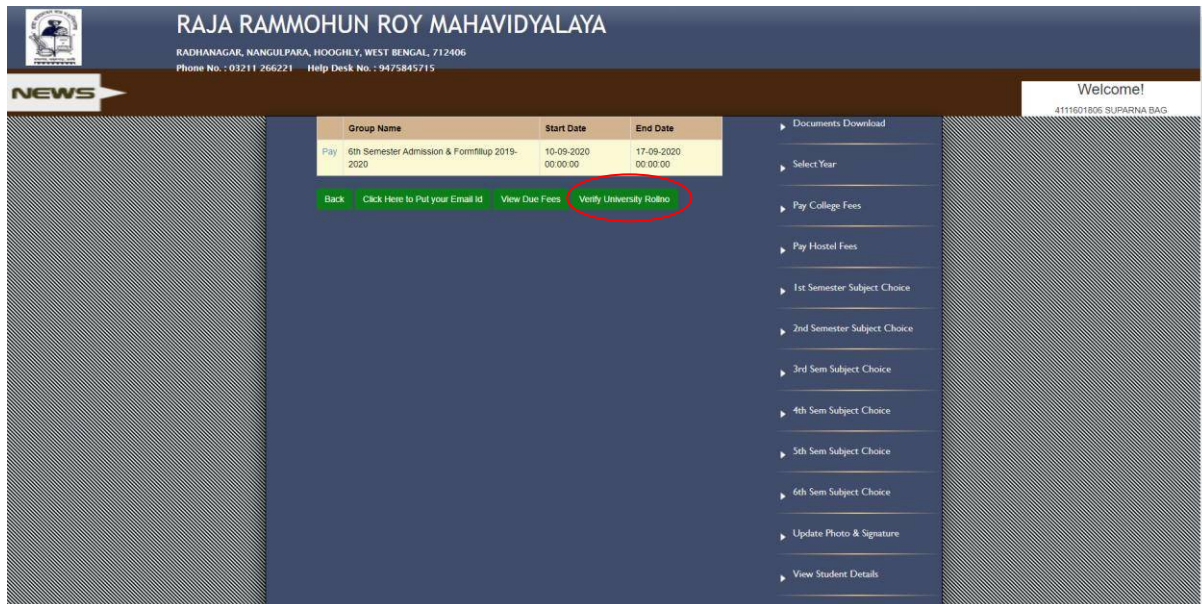 RAJA RAMMOHUN ROY MAHAVIDYALAYA
RADHANAGAR, NANGULPARA, HOOGHLY, WEST BENGAL, 712406
Phone No. : 03211 266221 Help Desk No. : 9475845715
NEWS
Welcome!
4111601806 SUPARNA BAG
Group Name Start Date End Date
Pay 6th Semester Admission & Formfillup 2019- 10-09-2020 17-09-2020
2020 00:00:00 00:00:00
Back Click Here to Put your Email Id View Due Fees Verify University Rollno
Documents Download
Select Year
Pay College Fees
Pay Hostel Fees
1st Semester Subject Choice
2nd Semester Subject Choice
3rd Sem Subject Choice
4th Sem Subject Choice
5th Sem Subject Choice
6th Sem Subject Choice
Update Photo & Signature
View Student Details